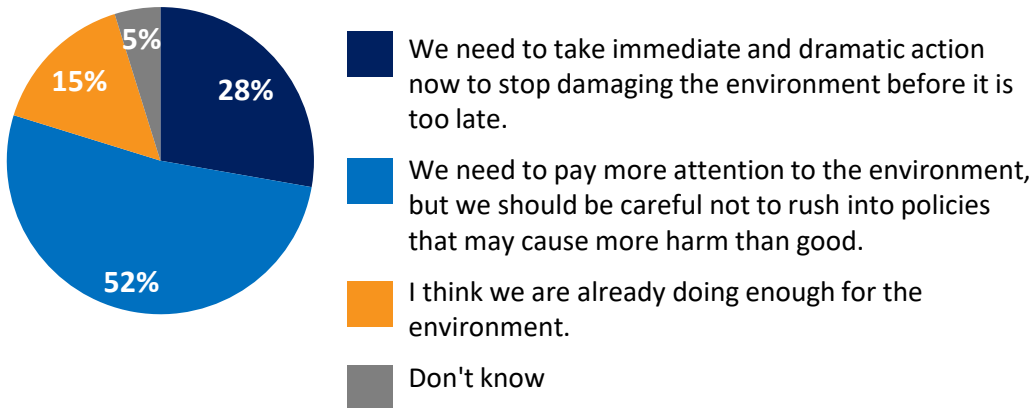 5%
15%
28%
52%
We need to take immediate and dramatic action
now to stop damaging the environment before it is
too late.
We need to pay more attention to the environment,
but we should be careful not to rush into policies
that may cause more harm than good.
I think we are already doing enough for the
environment.
Don't know